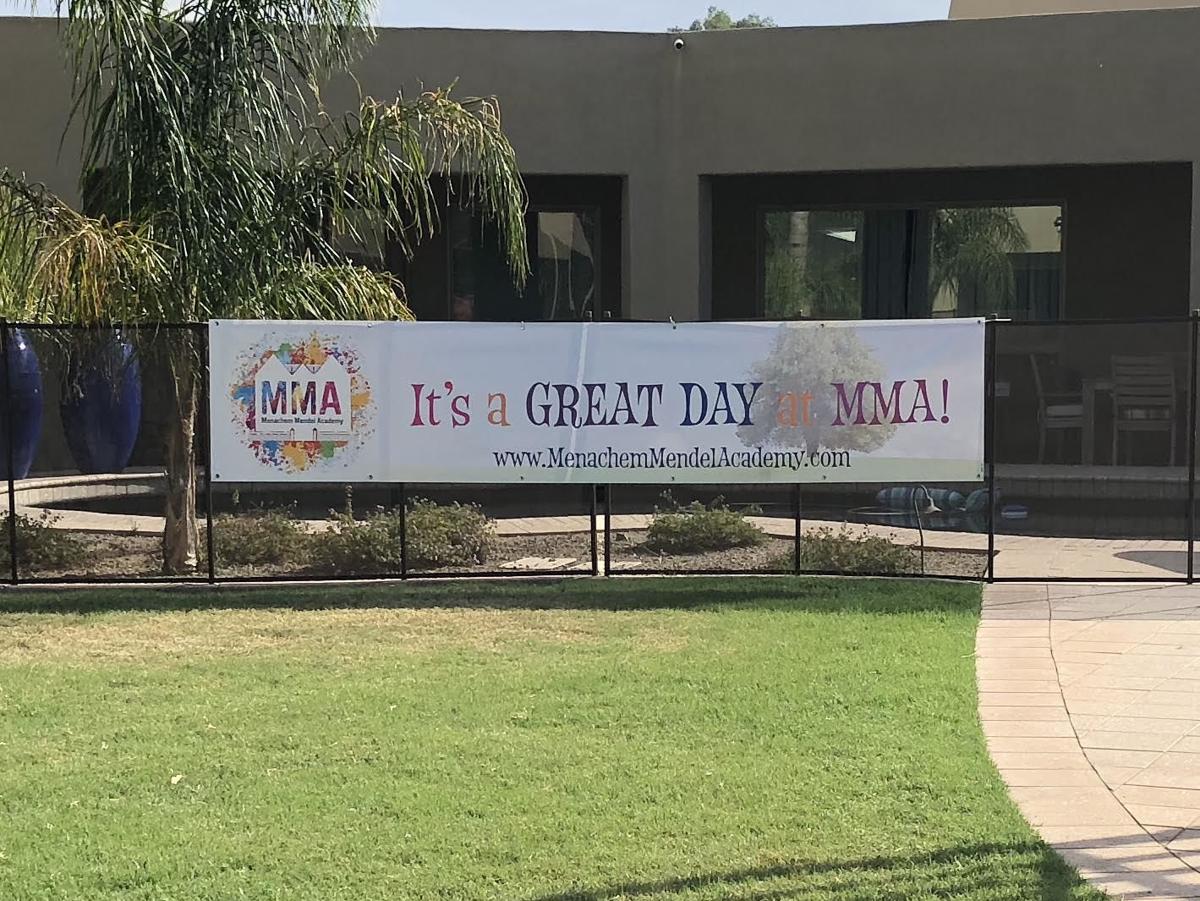 MMA
Menachem Mendel Academy
It's a GREAT DAY at MMA!
www.MenachemMendelAcademy.com